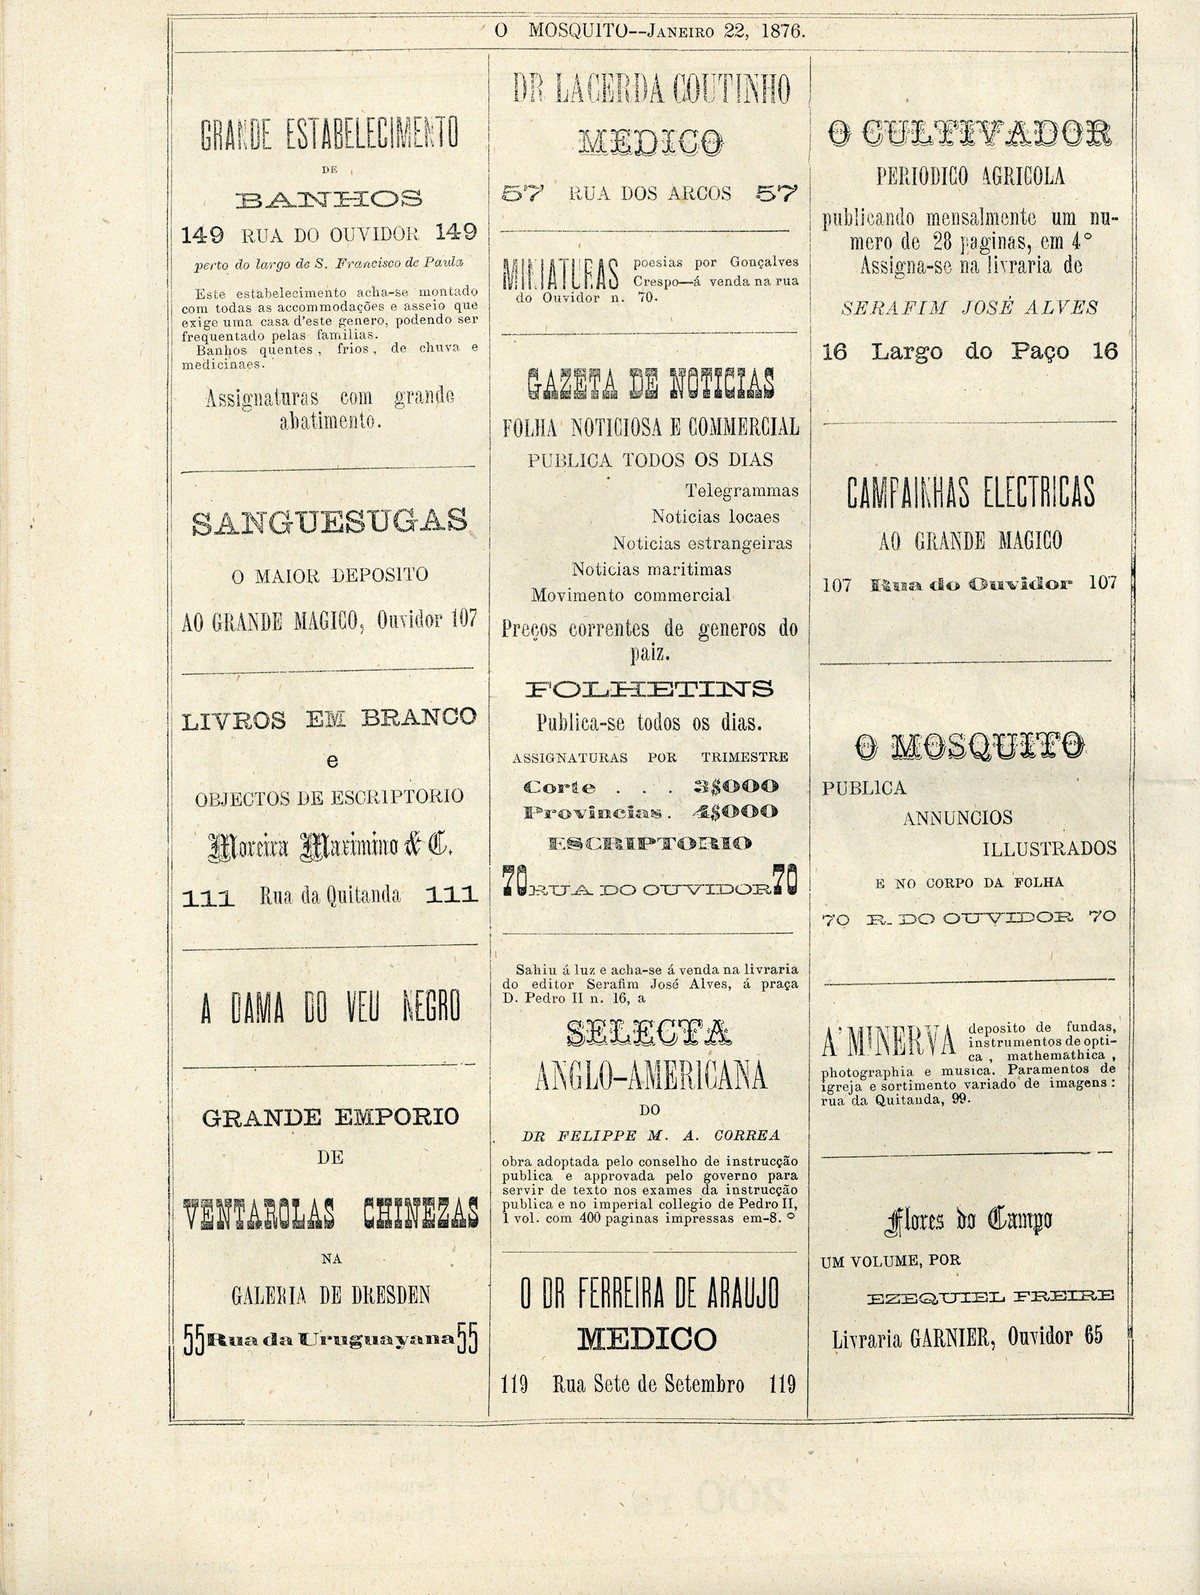 O MOSQUITO--JANEIRO 22, 1876.
GRANDE ESTABELECIMENTO
DE
BANHOS
149 RUA DO OUVIDOR 149
perto do largo de S. Francisco de Paula
Este estabelecimento acha-se montado
com todas as accommodações e asseio que
exige uma casa d'este genero, podendo ser
frequentado pelas familias.
Banhos quentes, frios, de chuva e
medicinaes.
Assignaturas com grande
abatimento.
SANGUESUGAS
O MAIOR DEPOSITO
AO GRANDE MAGICO, Ouvidor 107
LIVROS EM BRANCO
e
OBJECTOS DE ESCRIPTORIO
Moreira Maximino & C.
111 Rua da Quitanda 111
A DAMA DO VEU NEGRO
GRANDE EMPORIO
DE
VENTAROLAS CHINEZAS
NA
GALERIA DE DRESDEN
55 Rua da Uruguayana 55
DR LACERDA COUTINHO
MEDICO
57 RUA DOS ARCOS 57
MINIATURAS poesias por Gonçalves
Crespo—á venda na rua
do Ouvidor n. 70.
GAZETA DE NOTICIAS
FOLHA NOTICIOSA E COMMERCIAL
PUBLICA TODOS OS DIAS
Telegrammas
Noticias locaes
Noticias estrangeiras
Noticias maritimas
Movimento commercial
Preços correntes de generos do
paiz.
FOLHETINS
Publica-se todos os dias.
ASSIGNATURAS POR TRIMESTRE
Corte . . . 3$000
Provincias. 4$000
ESCRIPTORIO
70 RUA DO OUVIDOR 70
Sahiu á luz e acha-se á venda na livraria
do editor Serafim José Alves, á praça
D. Pedro II n. 16, a
SELECTA
ANGLO-AMERICANA
DO
DR FELIPPE M. A. CORREA
obra adoptada pelo conselho de instrucção
publica e approvada pelo governo para
servir de texto nos exames da instrucção
publica e no imperial collegio de Pedro II,
1 vol. com 400 paginas impressas em-8.º
O DR FERREIRA DE ARAUJO
MEDICO
119 Rua Sete de Setembro 119
O CULTIVADOR
PERIODICO AGRICOLA
publicando mensalmente um nu-
mero de 28 paginas, em 4°
Assigna-se na livraria de
SERAFIM JOSÉ ALVES
16 Largo do Paço 16
CAMPAINHAS ELECTRICAS
AO GRANDE MAGICO
107 Rua do Ouvidor 107
O MOSQUITO
PUBLICA
ANNUNCIOS
ILLUSTRADOS
E NO CORPO DA FOLHA
70 R. DO OUVIDOR 70
A' MINERVA deposito de fundas,
instrumentos de opti-
ca, mathemathica,
photographia e musica. Paramentos de
igreja e sortimento variado de imagens:
rua da Quitauda, 99.
Flores do Campo
UM VOLUME, POR
EZEQUIEL FREIRE
Livraria GARNIER, Ouvidor 65